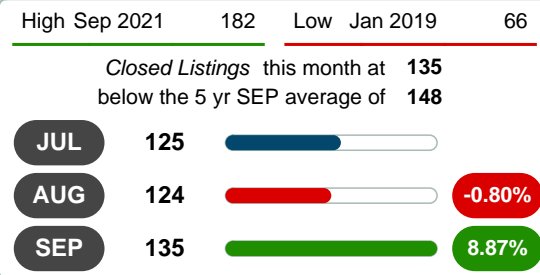 High Sep 2021 182 Low Jan 2019 66
Closed Listings this month at 135
below the 5 yr SEP average of 148
JUL 125
AUG 124 -0.80%
SEP 135 8.87%